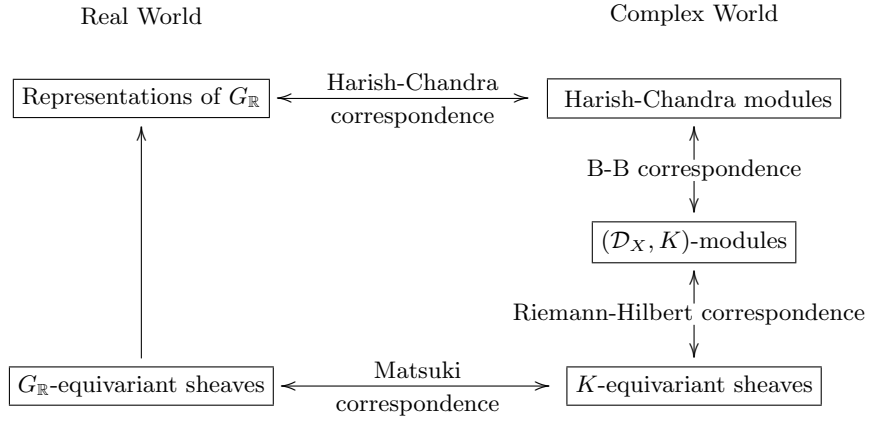 Real World
Complex World
Representations of $G_{\mathbb{R}}$
Harish-Chandra
correspondence
Harish-Chandra modules
B-B correspondence
$(\mathcal{D}_X, K)$-modules
Riemann-Hilbert correspondence
$G_{\mathbb{R}}$-equivariant sheaves
Matsuki
correspondence
$K$-equivariant sheaves